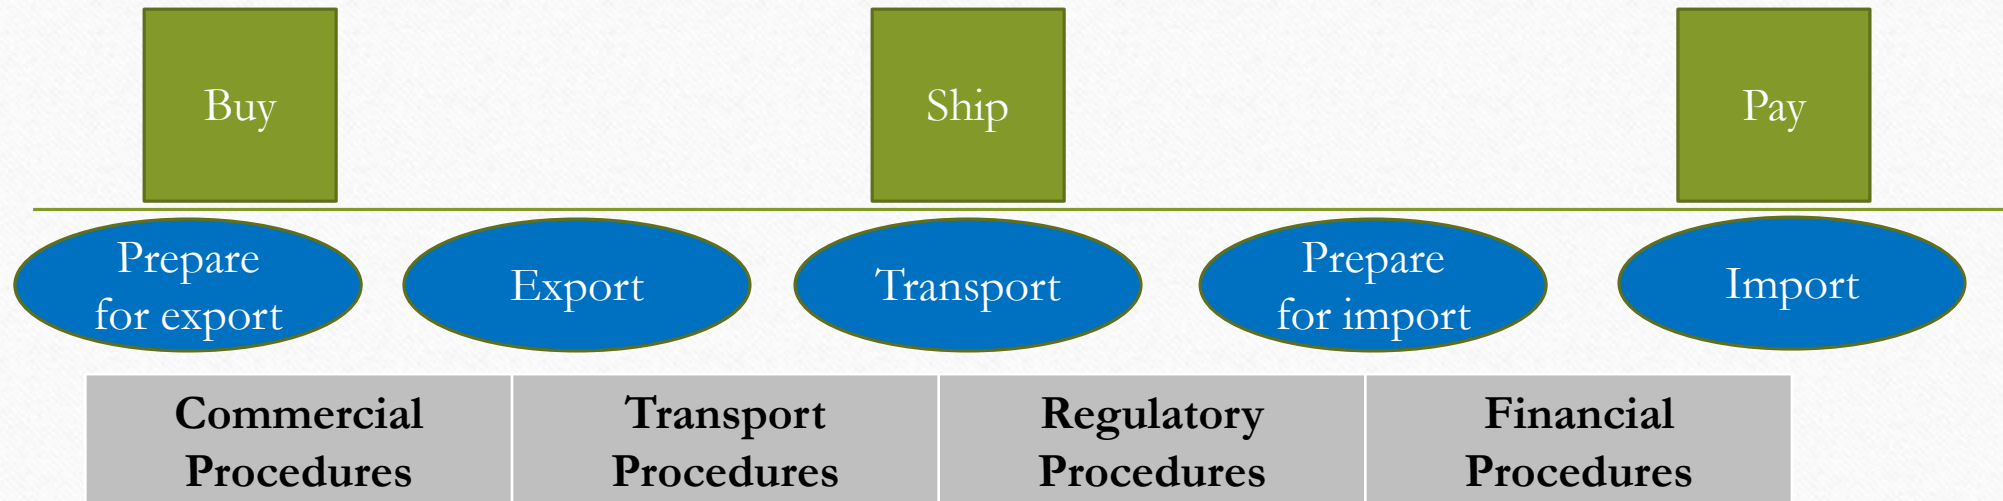 Buy
Ship
Pay
Prepare
for export
Export
Transport
Prepare
for import
Import
Commercial
Procedures
Transport
Procedures
Regulatory
Procedures
Financial
Procedures